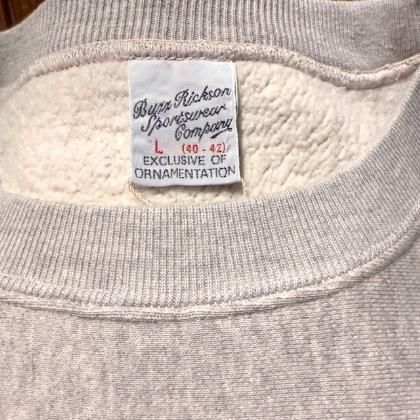 Buzz Rickson
Sportswear
Company
L (40-42)
EXCLUSIVE OF
ORNAMENTATION